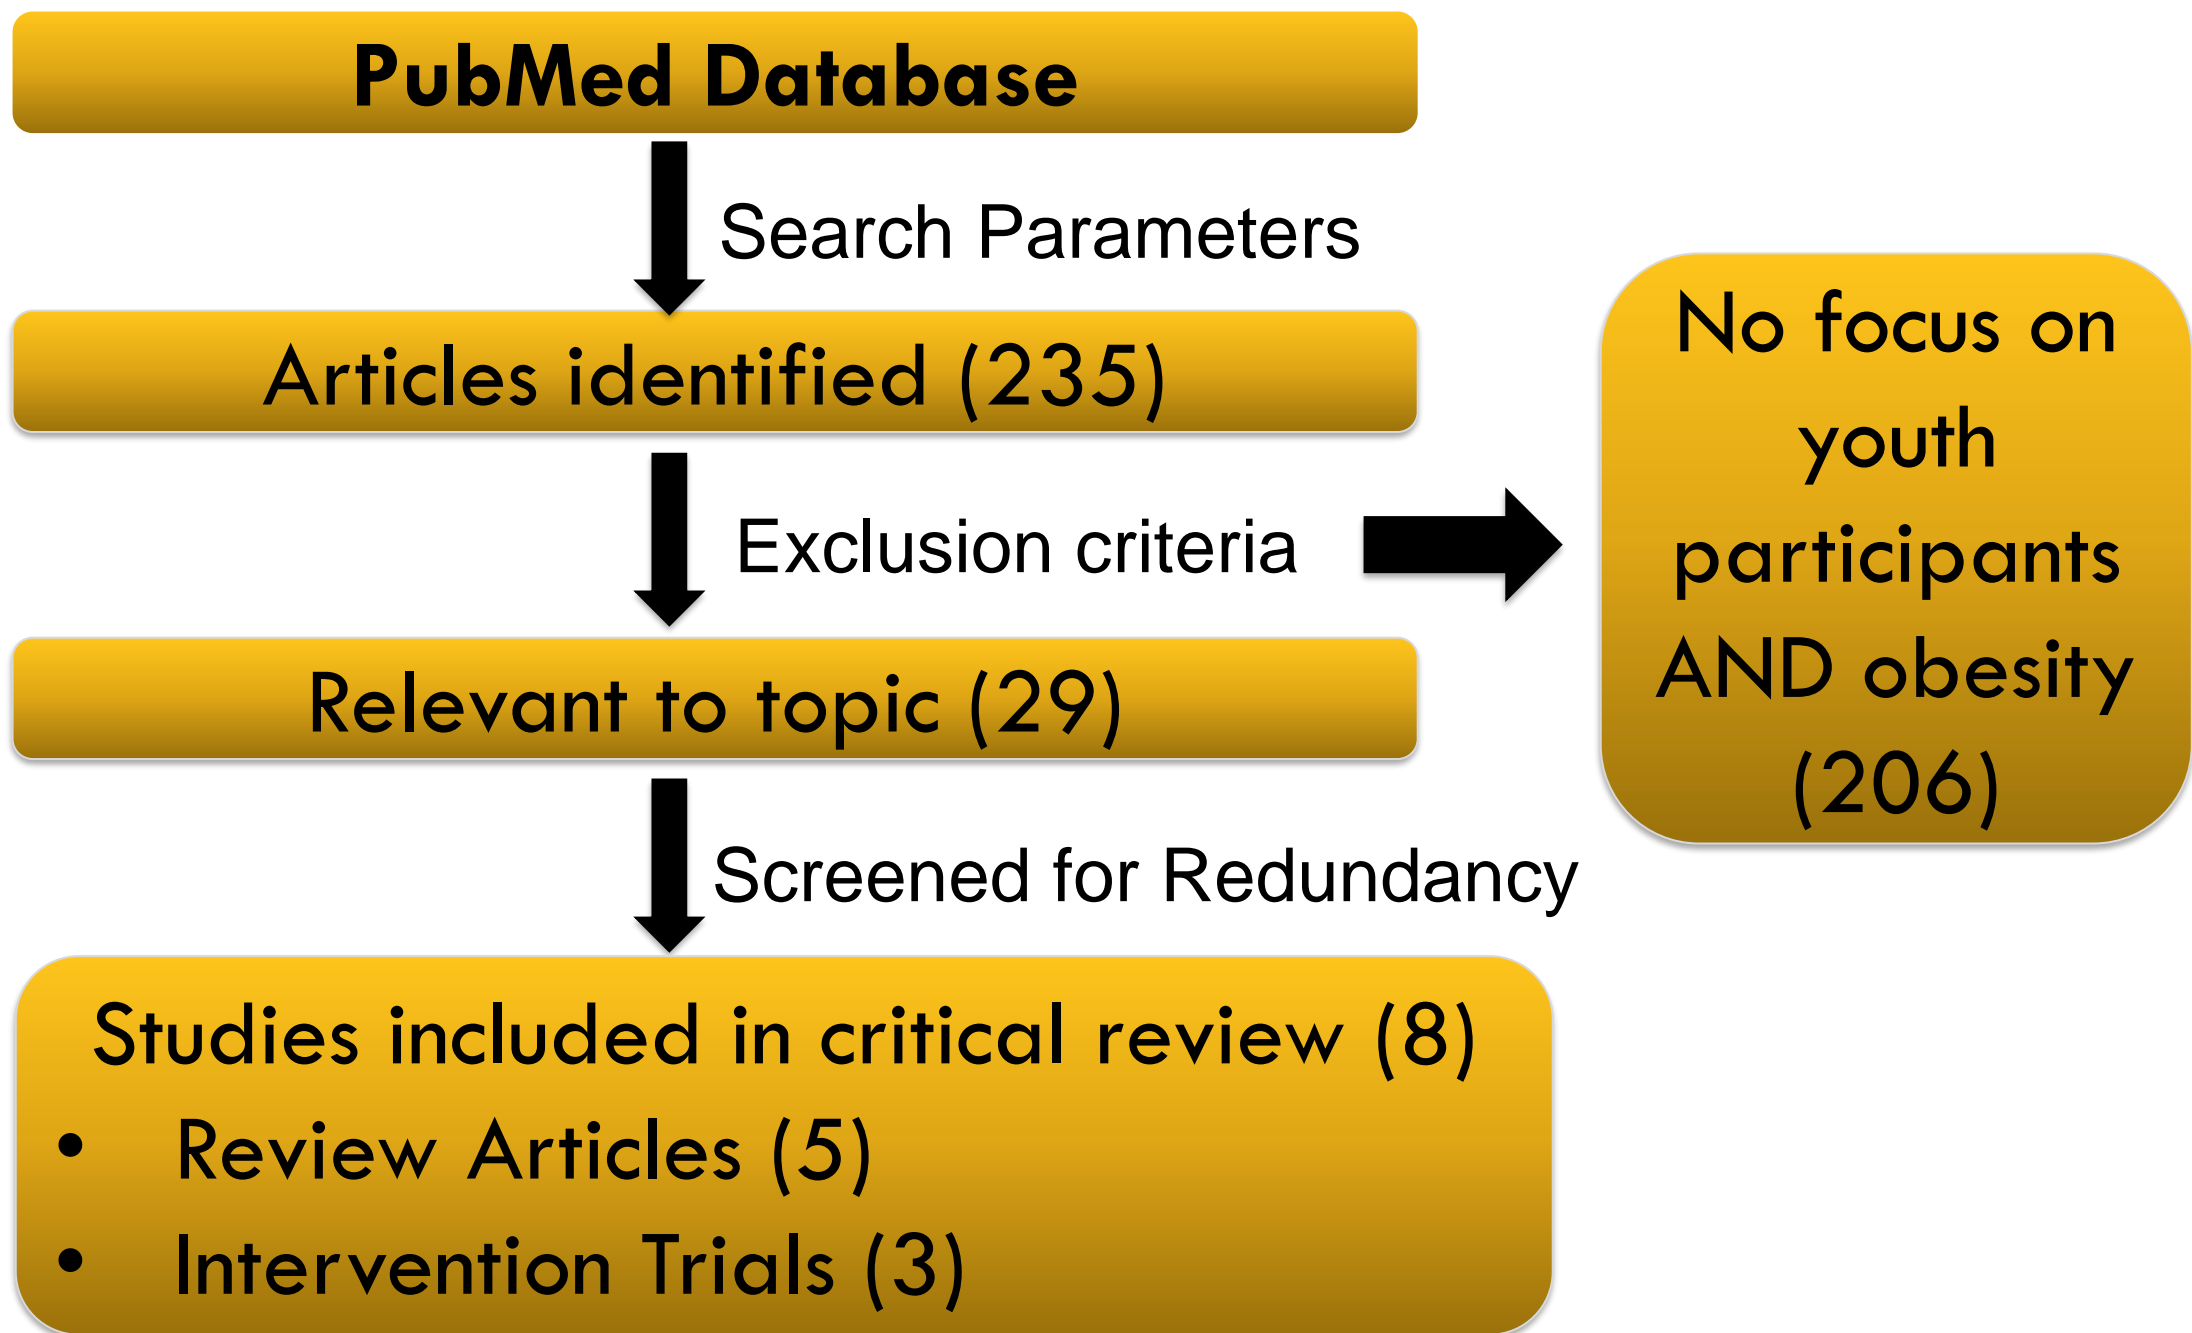 PubMed Database
Search Parameters
Articles identified (235)
Exclusion criteria
No focus on
youth
participants
AND obesity
(206)
Relevant to topic (29)
Screened for Redundancy
Studies included in critical review (8)
• Review Articles (5)
• Intervention Trials (3)